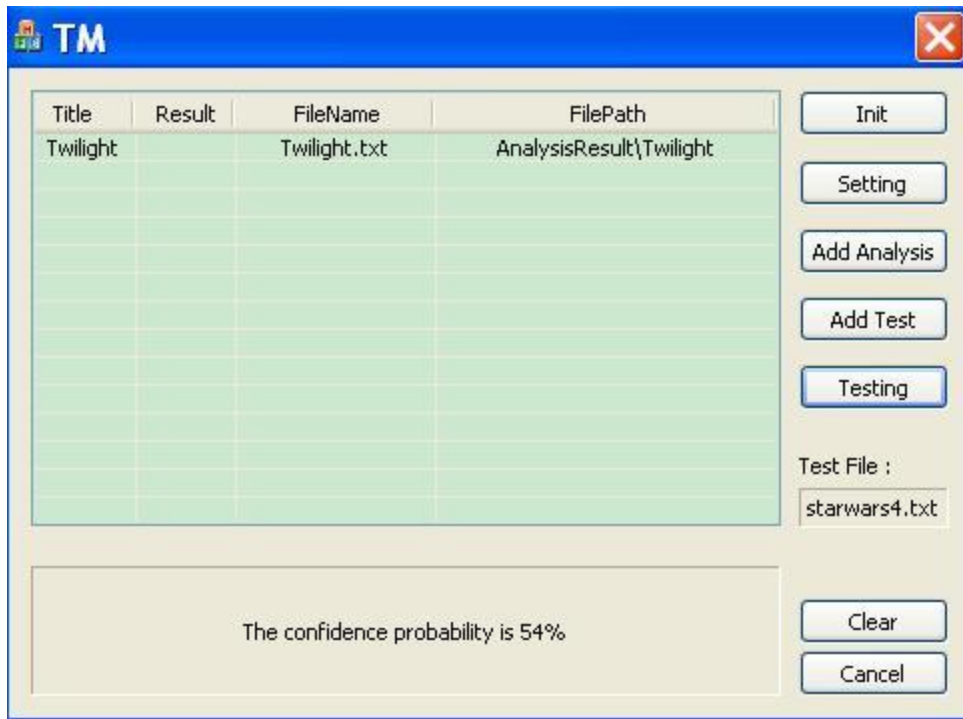 TM
Title Result FileName FilePath
Twilight Twilight.txt AnalysisResult\Twilight
Init
Setting
Add Analysis
Add Test
Testing
Test File :
starwars4.txt
The confidence probability is 54%
Clear
Cancel